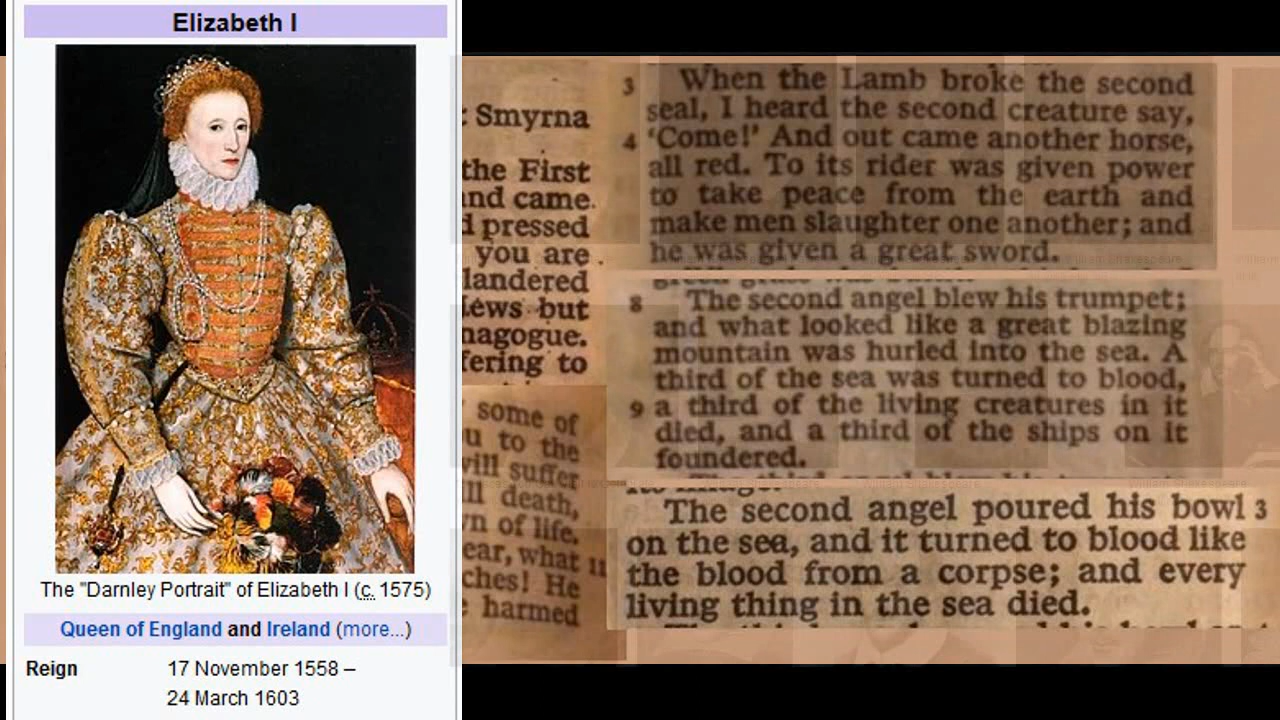 Elizabeth I
The "Darnley Portrait" of Elizabeth I (c. 1575)
Queen of England and Ireland (more...)
Reign 17 November 1558 –
24 March 1603
: Smyrna
the First
and came
pressed
you are
landered
Jews but
nagogue.
fering to
some of
u to the
will suffer
ll death,
n of life.
ear, what 11
ches! He
harmed
3 When the Lamb broke the second
seal, I heard the second creature say,
4 'Come!' And out came another horse,
all red. To its rider was given power
to take peace from the earth and
make men slaughter one another; and
he was given a great sword.
8 The second angel blew his trumpet;
and what looked like a great blazing
mountain was hurled into the sea. A
third of the sea was turned to blood,
9 a third of the living creatures in it
died, and a third of the ships on it
foundered.
The second angel poured his bowl 3
on the sea, and it turned to blood like
the blood from a corpse; and every
living thing in the sea died.
William Shakespeare
William Shakespeare